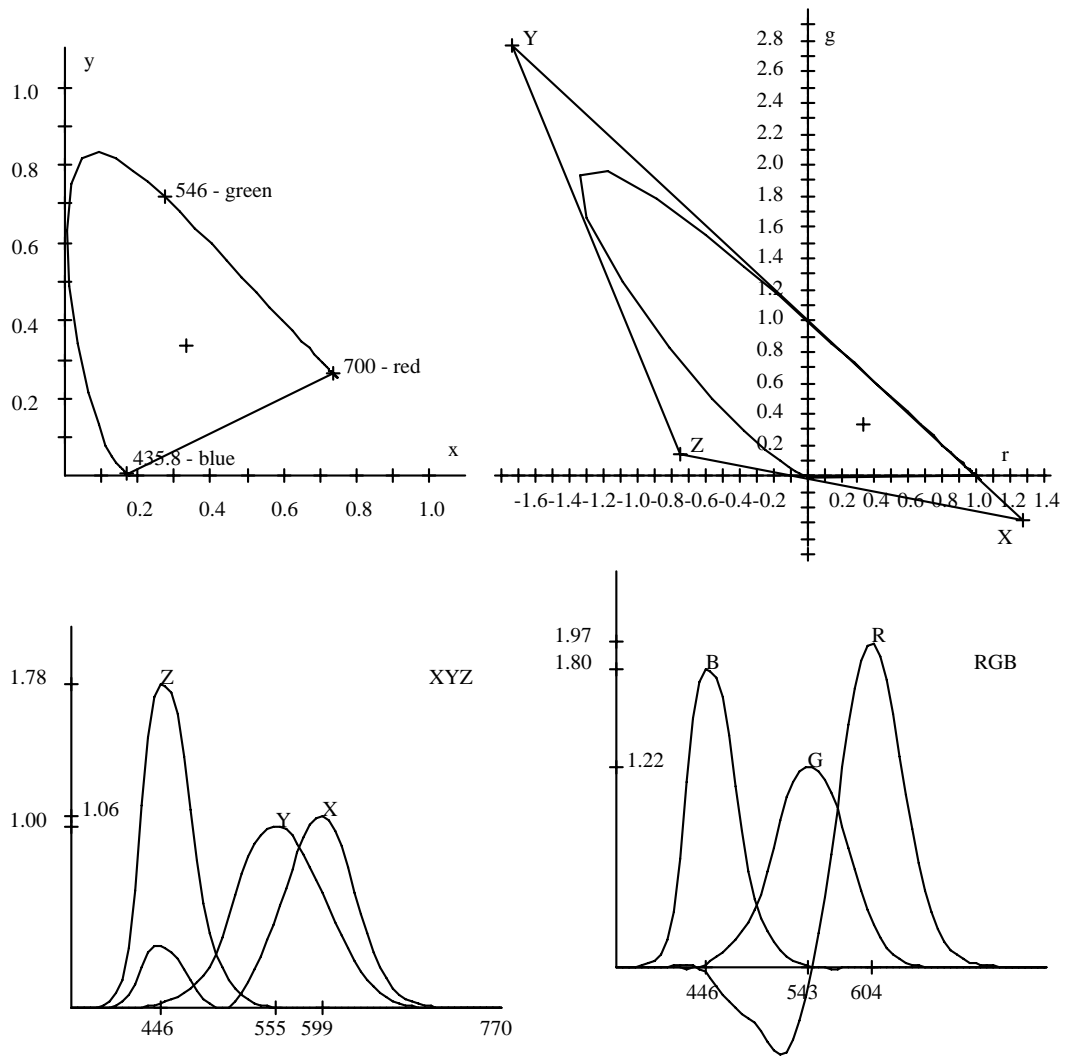 y
1.0
0.8
546 - green
0.6
0.4
700 - red
0.2
435.8 - blue
x
0.2 0.4 0.6 0.8 1.0
Y
g
2.8
2.6
2.4
2.2
2.0
1.8
1.6
1.4
1.2
1.0
0.8
0.6
0.4
0.2
Z
r
-1.6-1.4-1.2-1.0-0.8-0.6-0.4-0.2 0.2 0.4 0.6 0.8 1.0 1.2 1.4
X
1.78
Z
XYZ
1.06
X
1.00
Y
446 555 599 770
1.97
R
1.80
B
RGB
1.22
G
446 543 604